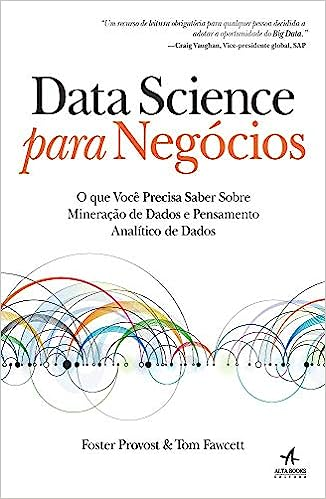 "Um recurso de leitura obrigatória para qualquer pessoa decidida a
adotar a oportunidade do Big Data."
—Craig Vaughan, Vice-presidente global, SAP
Data Science
para Negócios
O que Você Precisa Saber Sobre
Mineração de Dados e Pensamento
Analítico de Dados
Foster Provost & Tom Fawcett
ALTA BOOKS
EDITORA